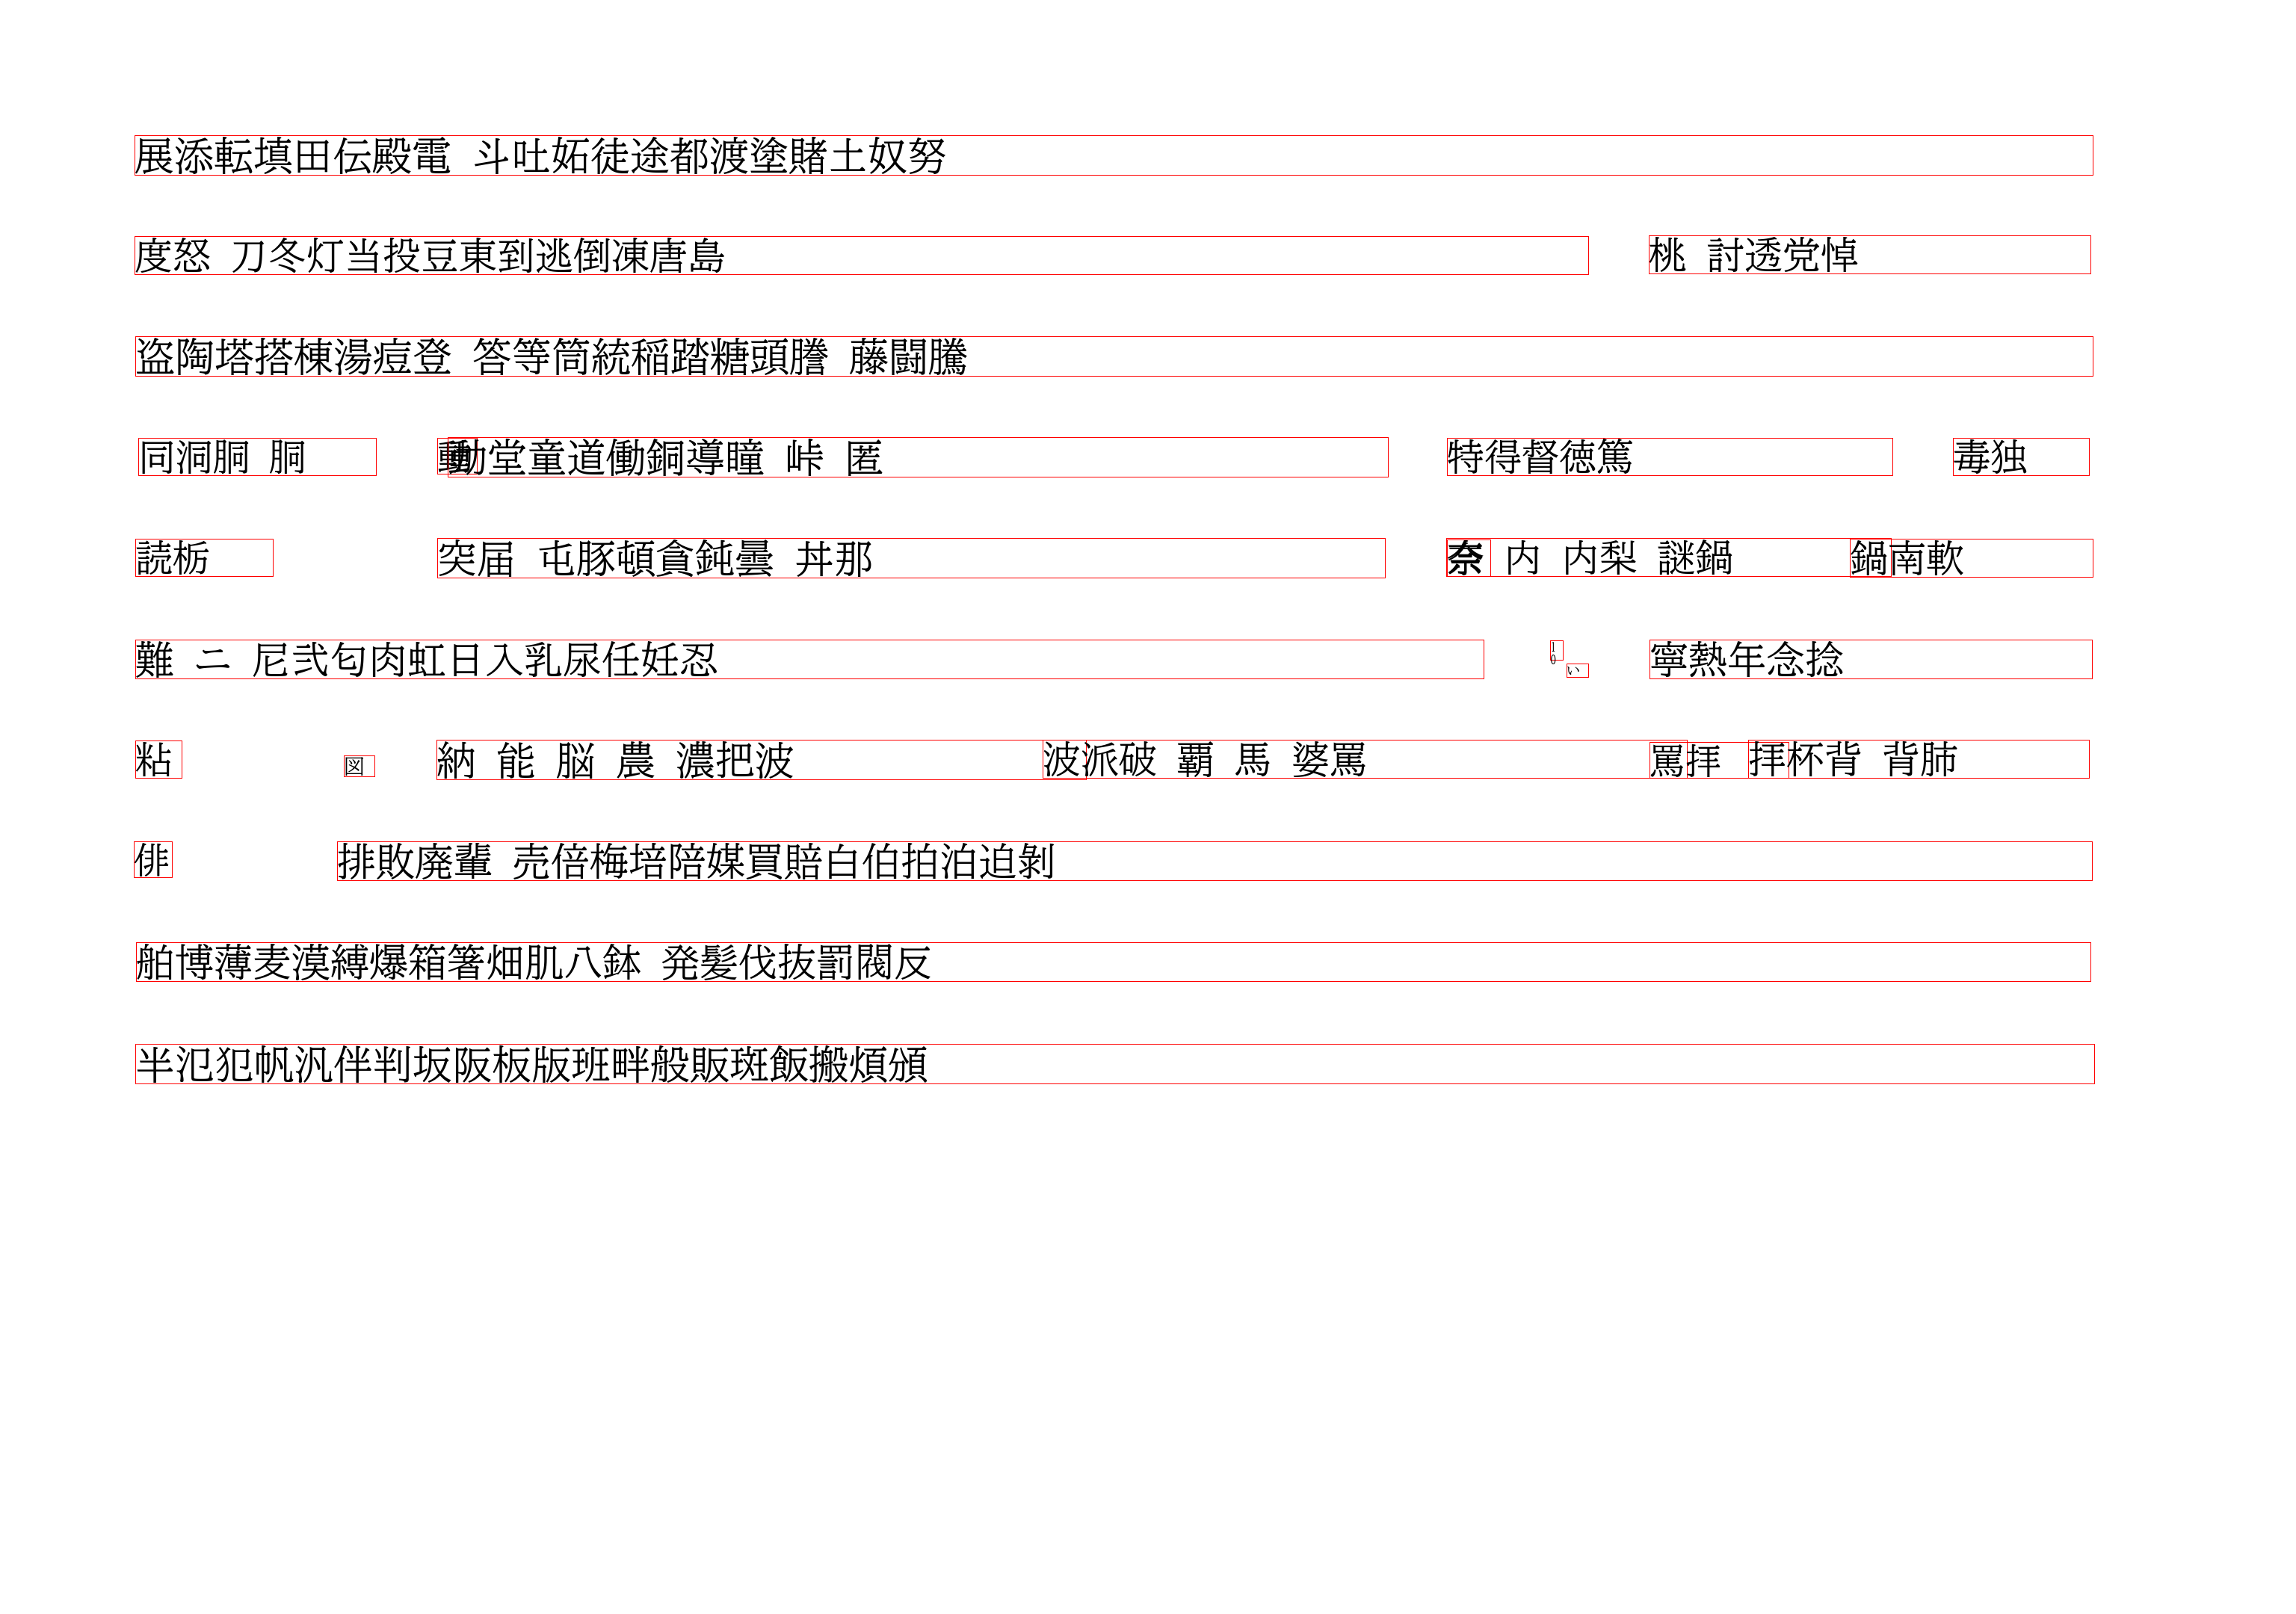 展添転填田伝殿電 斗吐妬徒途都渡塗賭土奴努
度怒 刀冬灯当投豆東到逃倒凍唐島 桃 討透党悼
盗陶塔搭棟湯痘登 答等筒統稲踏糖頭謄 藤闘騰
同洞胴 胴 動堂童道働銅導瞳 峠 匿 特得督徳篤 毒独
読栃 突届 屯豚頓貪鈍曇 丼那 奈 内 内梨 謎鍋 鍋南軟
難 ニ 尼弐匂肉虹日入乳尿任妊忍 10 い 寧熱年念捻
粘 図 納 能 脳 農 濃把波 波派破 覇 馬 婆罵 罵拝 拝杯背 背肺
俳 排敗廃輩 売倍梅培陪媒買賠白伯拍泊迫剝
舶博薄麦漠縛爆箱箸畑肌八鉢 発髪伐抜罰閥反
半氾犯帆汎伴判坂阪板版班畔般販斑飯搬煩頒